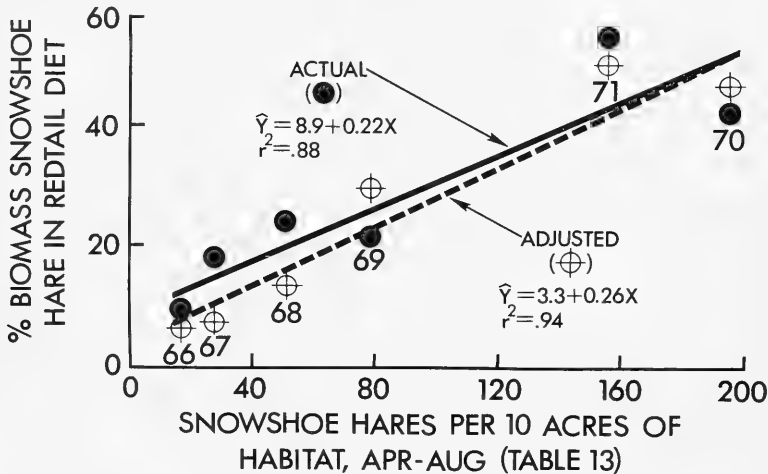 % BIOMASS SNOWSHOE
HARE IN REDTAIL DIET
60
40
20
0
ACTUAL
( )
Ŷ=8.9+0.22X
r²=.88
71
70
69
68
67
66
ADJUSTED
( )
Ŷ=3.3+0.26X
r²=.94
0 40 80 120 160 200
SNOWSHOE HARES PER 10 ACRES OF
HABITAT, APR-AUG (TABLE 13)